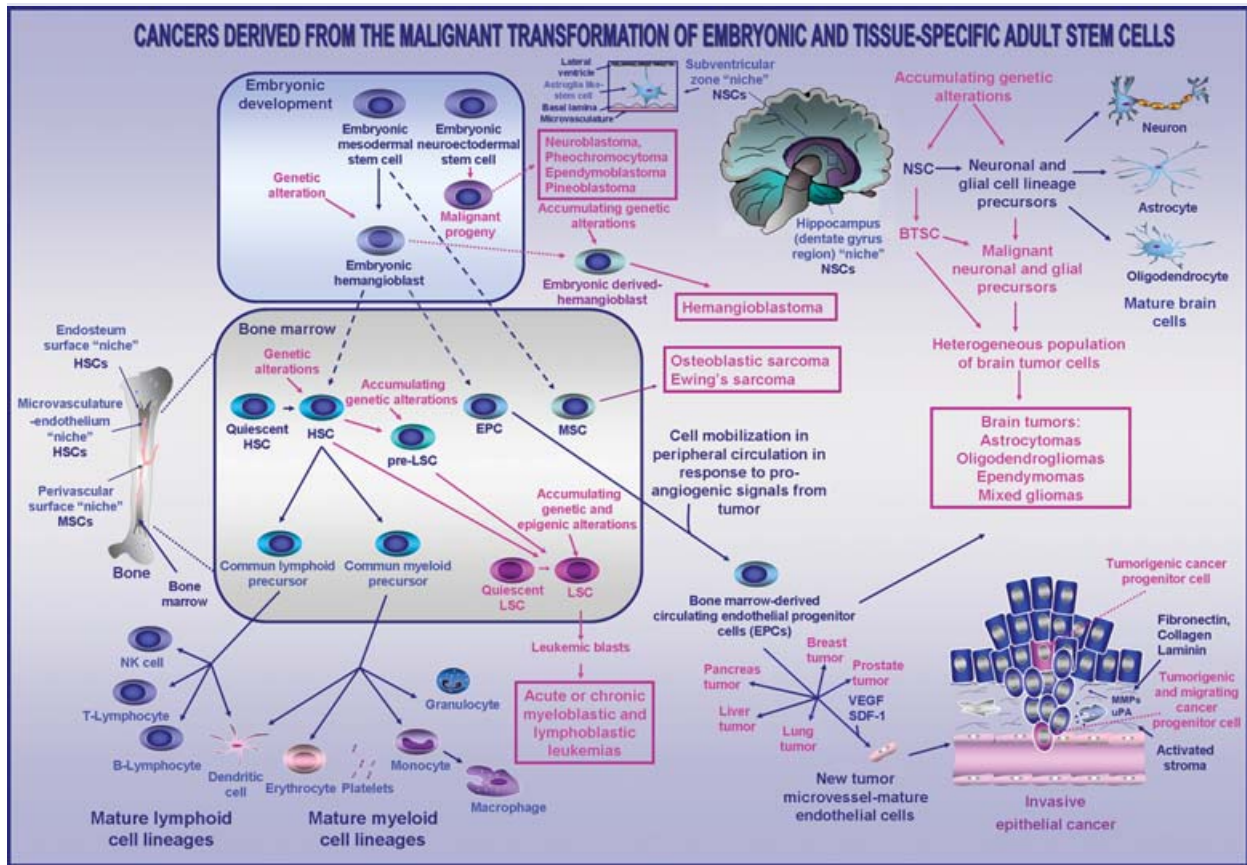 CANCERS DERIVED FROM THE MALIGNANT TRANSFORMATION OF EMBRYONIC AND TISSUE-SPECIFIC ADULT STEM CELLS
Embryonic
development
Embryonic
mesodermal
stem cell
Embryonic
neuroectodermal
stem cell
Genetic
alteration
Malignant
progeny
Embryonic
hemangioblast
Lateral
ventricle
Astroglia like-
stem cell
Basal lamina
Microvasculature
Subventricular
zone "niche"
NSCs
Neuroblastoma,
Pheochromocytoma
Ependymoblastoma
Pineoblastoma
Accumulating genetic
alterations
Embryonic derived-
hemangioblast
Hemangioblastoma
Hippocampus
(dentate gyrus
region) "niche"
NSCs
Accumulating genetic
alterations
NSC
Neuronal and
glial cell lineage
precursors
BTSC
Malignant
neuronal and glial
precursors
Neuron
Astrocyte
Oligodendrocyte
Mature brain
cells
Heterogeneous population
of brain tumor cells
Brain tumors:
Astrocytomas
Oligodendrogliomas
Ependymomas
Mixed gliomas
Endosteum
surface "niche"
HSCs
Microvasculature
-endothelium
"niche"
HSCs
Perivascular
surface "niche"
MSCs
Bone
Bone
marrow
Bone marrow
Genetic
alterations
Accumulating
genetic alterations
Quiescent
HSC
HSC
pre-LSC
EPC
MSC
Osteoblastic sarcoma
Ewing's sarcoma
Accumulating
genetic and
epigenic alterations
Commun lymphoid
precursor
Commun myeloid
precursor
Quiescent
LSC
LSC
Leukemic blasts
Acute or chronic
myeloblastic and
lymphoblastic
leukemias
NK cell
T-Lymphocyte
B-Lymphocyte
Dendritic
cell
Erythrocyte
Platelets
Granulocyte
Monocyte
Macrophage
Mature lymphoid
cell lineages
Mature myeloid
cell lineages
Cell mobilization in
peripheral circulation in
response to pro-
angiogenic signals from
tumor
Bone marrow-derived
circulating endothelial progenitor
cells (EPCs)
Breast
tumor
Pancreas
tumor
Prostate
tumor
Liver
tumor
Lung
tumor
VEGF
SDF-1
New tumor
microvessel-mature
endothelial cells
Tumorigenic cancer
progenitor cell
Fibronectin,
Collagen
Laminin
MMPs
uPA
Tumorigenic and
migrating
cancer
progenitor cell
Activated
stroma
Invasive
epithelial cancer